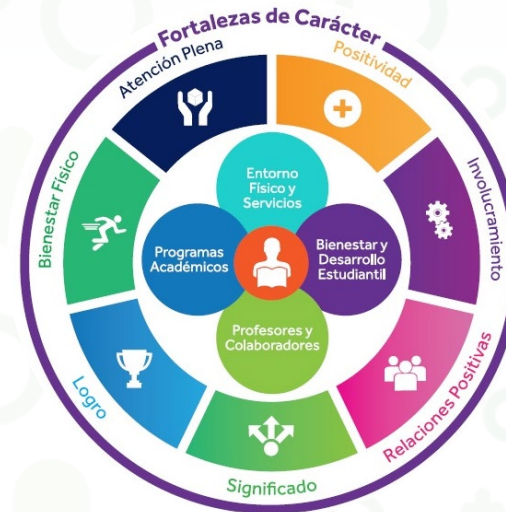 Fortalezas de Carácter
Atención Plena
Positividad
Involucramiento
Relaciones Positivas
Significado
Logro
Bienestar Físico
Entorno
Físico y
Servicios
Programas
Académicos
Bienestar y
Desarrollo
Estudiantil
Profesores y
Colaboradores